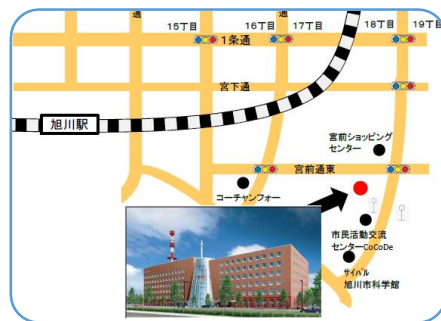 通
通
15丁目
16丁目
17丁目
18丁目
19丁目
1条通
宮下通
旭川駅
宮前ショッピング
センター
宮前通東
コーチャンフォー
市民活動交流
センターCoCoDe
サイパル
旭川市科学館